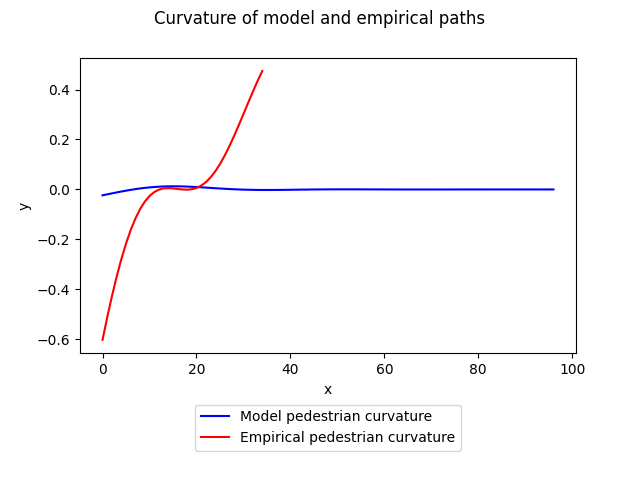 Curvature of model and empirical paths
0.4
0.2
0.0
−0.2
−0.4
−0.6
y
0 20 40 60 80 100
x
Model pedestrian curvature
Empirical pedestrian curvature